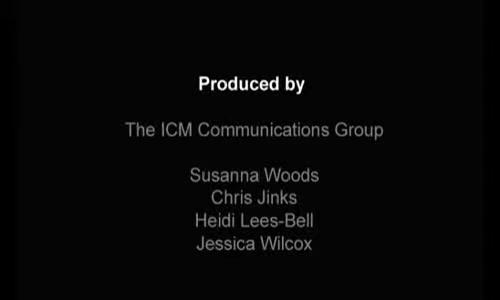 Produced by
The ICM Communications Group
Susanna Woods
Chris Jinks
Heidi Lees-Bell
Jessica Wilcox